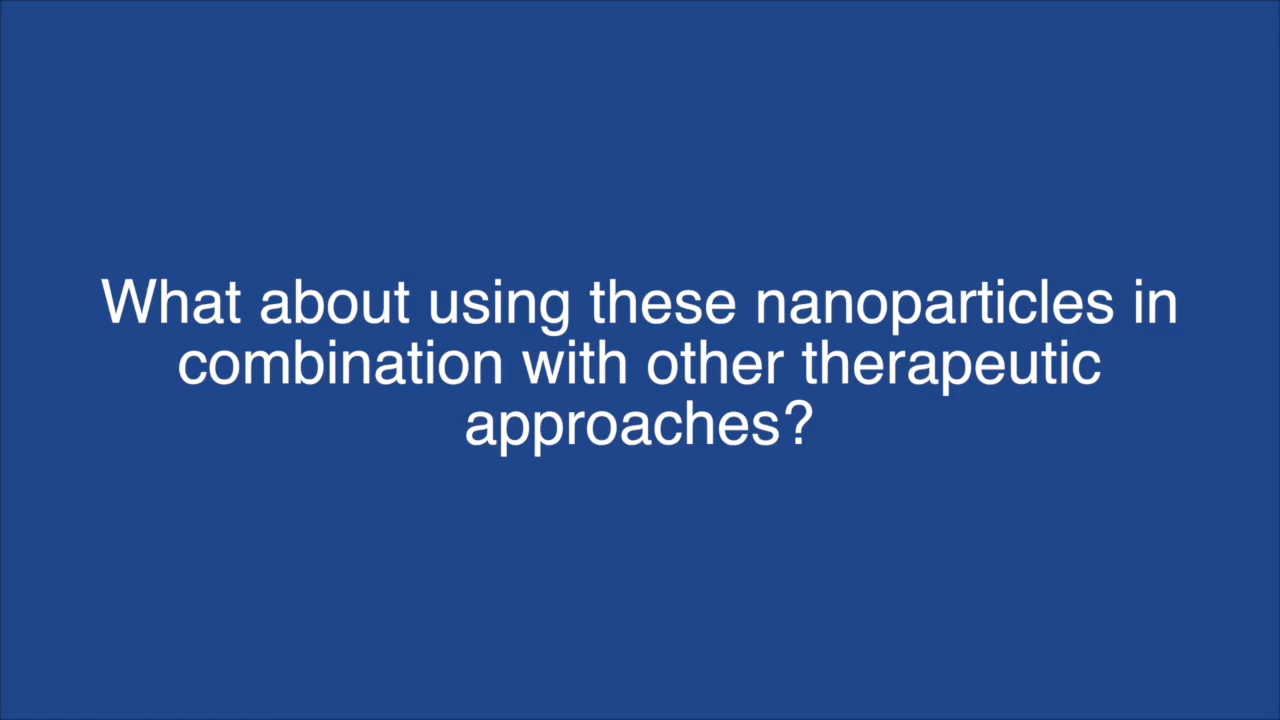 What about using these nanoparticles in
combination with other therapeutic
approaches?